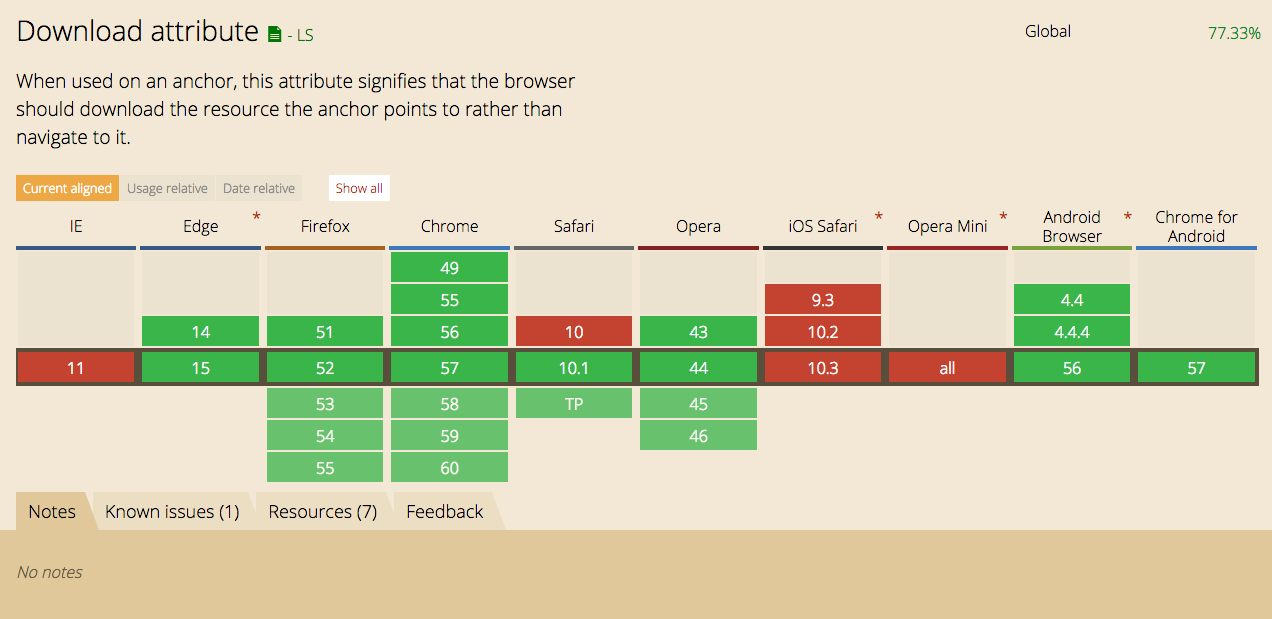 Download attribute - LS
Global 77.33%
When used on an anchor, this attribute signifies that the browser
should download the resource the anchor points to rather than
navigate to it.
Current aligned Usage relative Date relative Show all
IE Edge * Firefox Chrome Safari Opera iOS Safari * Opera Mini * Android Browser * Chrome for Android
49
55 9.3 4.4
14 51 56 10 43 10.2 4.4.4
11 15 52 57 10.1 44 10.3 all 56 57
53 58 TP 45
54 59 46
55 60
Notes Known issues (1) Resources (7) Feedback
No notes